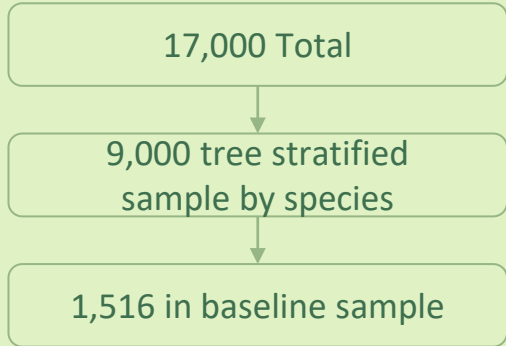 17,000 Total
9,000 tree stratified
sample by species
1,516 in baseline sample